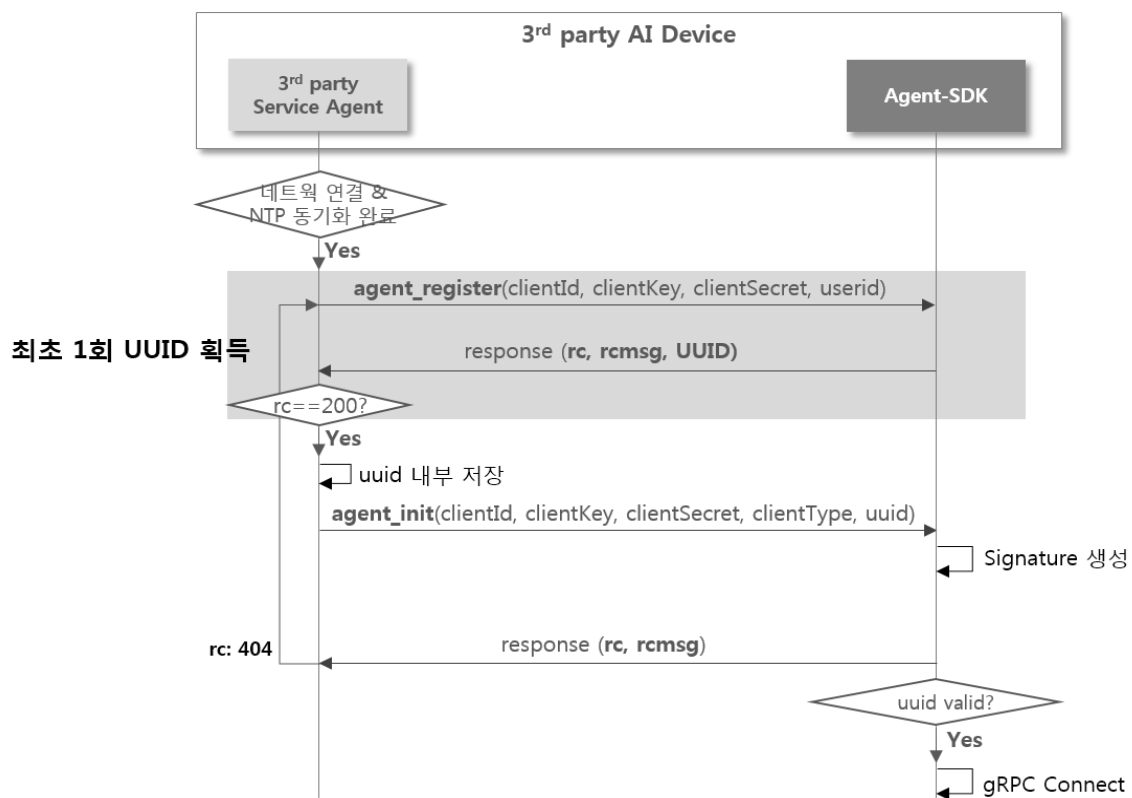 3rd party AI Device
3rd party
Service Agent
Agent-SDK
네트웍 연결 &
NTP 동기화 완료
Yes
agent_register(clientId, clientKey, clientSecret, userid)
최초 1회 UUID 획득
response (rc, rcmsg, UUID)
rc==200?
Yes
uuid 내부 저장
agent_init(clientId, clientKey, clientSecret, clientType, uuid)
Signature 생성
rc: 404
response (rc, rcmsg)
uuid valid?
Yes
gRPC Connect